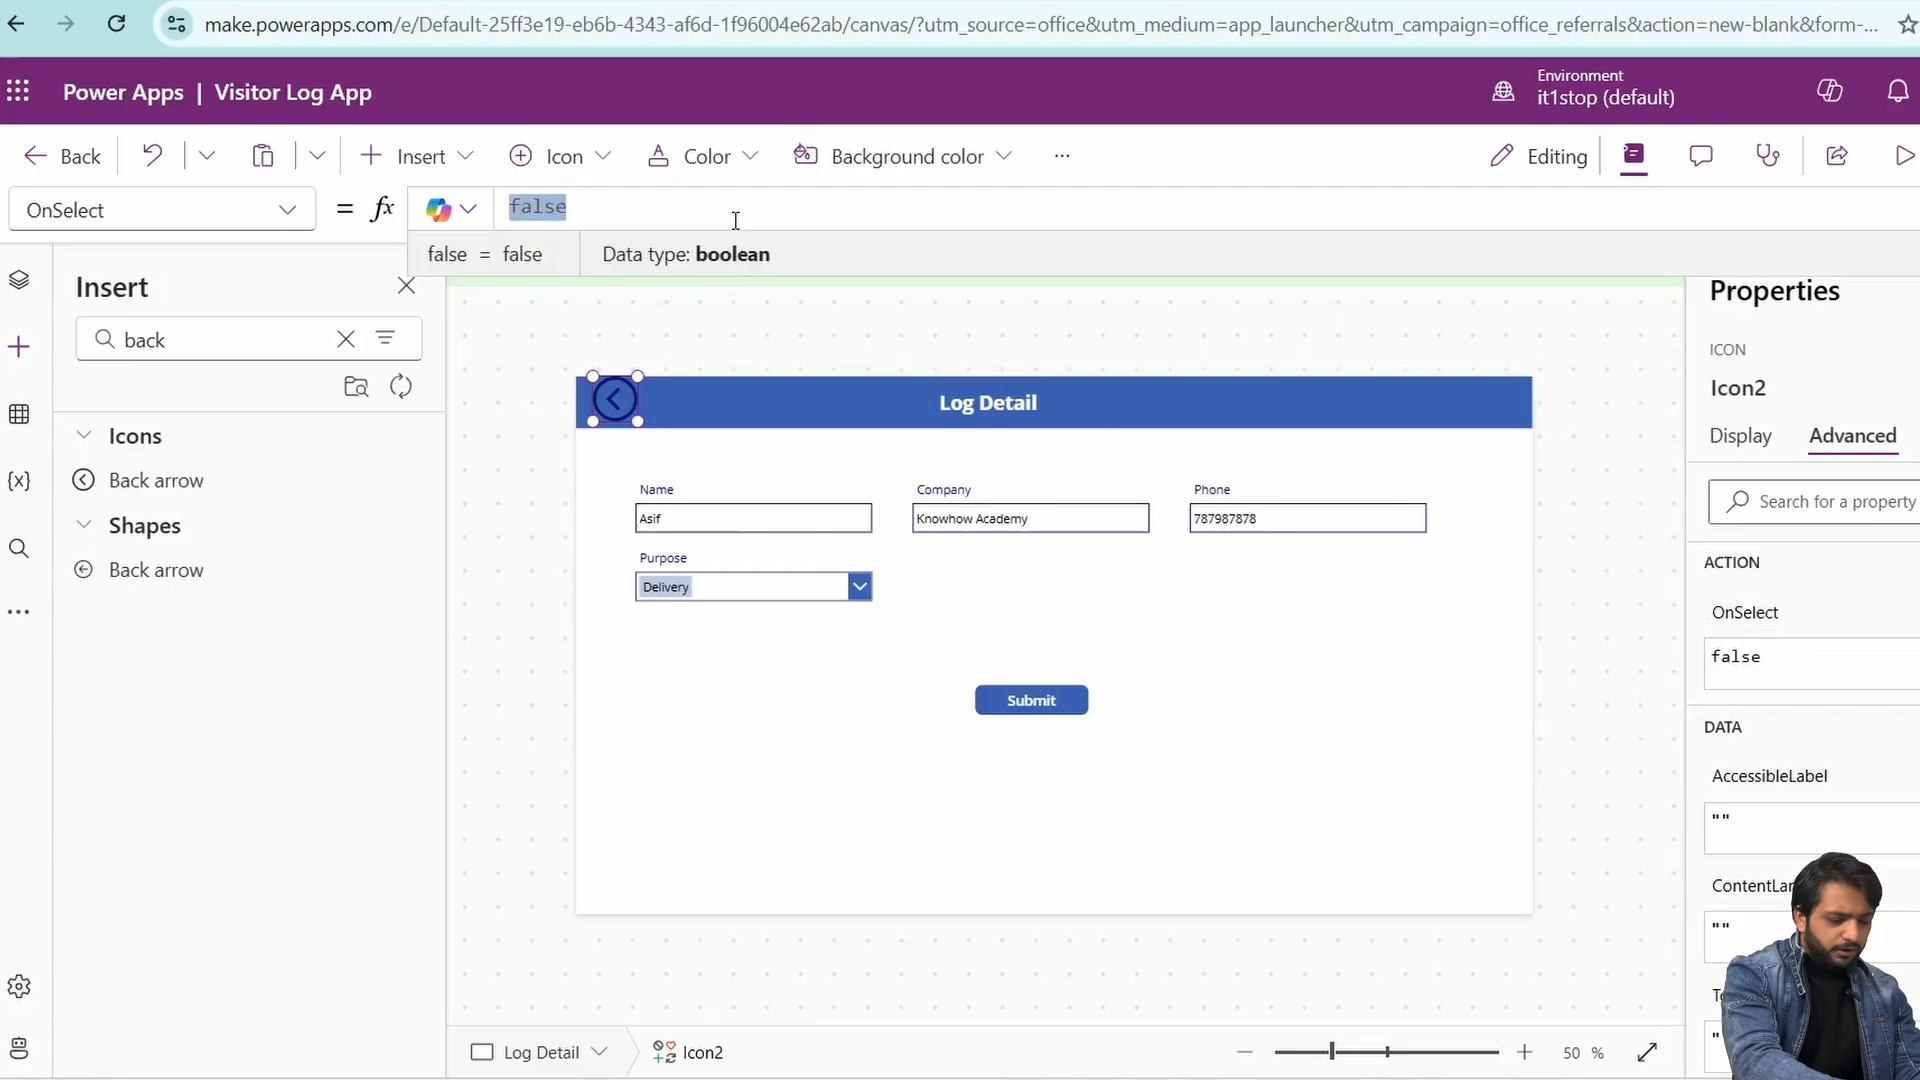 make.powerapps.com/e/Default-25ff3e19-eb6b-4343-af6d-1f96004e62ab/canvas/?utm_source=office&utm_medium=app_launcher&utm_campaign=office_referrals&action=new-blank&form-...
Power Apps | Visitor Log App
Environment
it1stop (default)
Back
Insert
Icon
Color
Background color
...
Editing
OnSelect
= fx
false
false = false
Data type: boolean
Insert
back
Icons
Back arrow
Shapes
Back arrow
Log Detail
Name
Company
Phone
Asif
Knowhow Academy
787987878
Purpose
Delivery
Submit
Properties
ICON
Icon2
Display
Advanced
Search for a property
ACTION
OnSelect
false
DATA
AccessibleLabel
""
ContentLan
""
Log Detail
Icon2
50 %